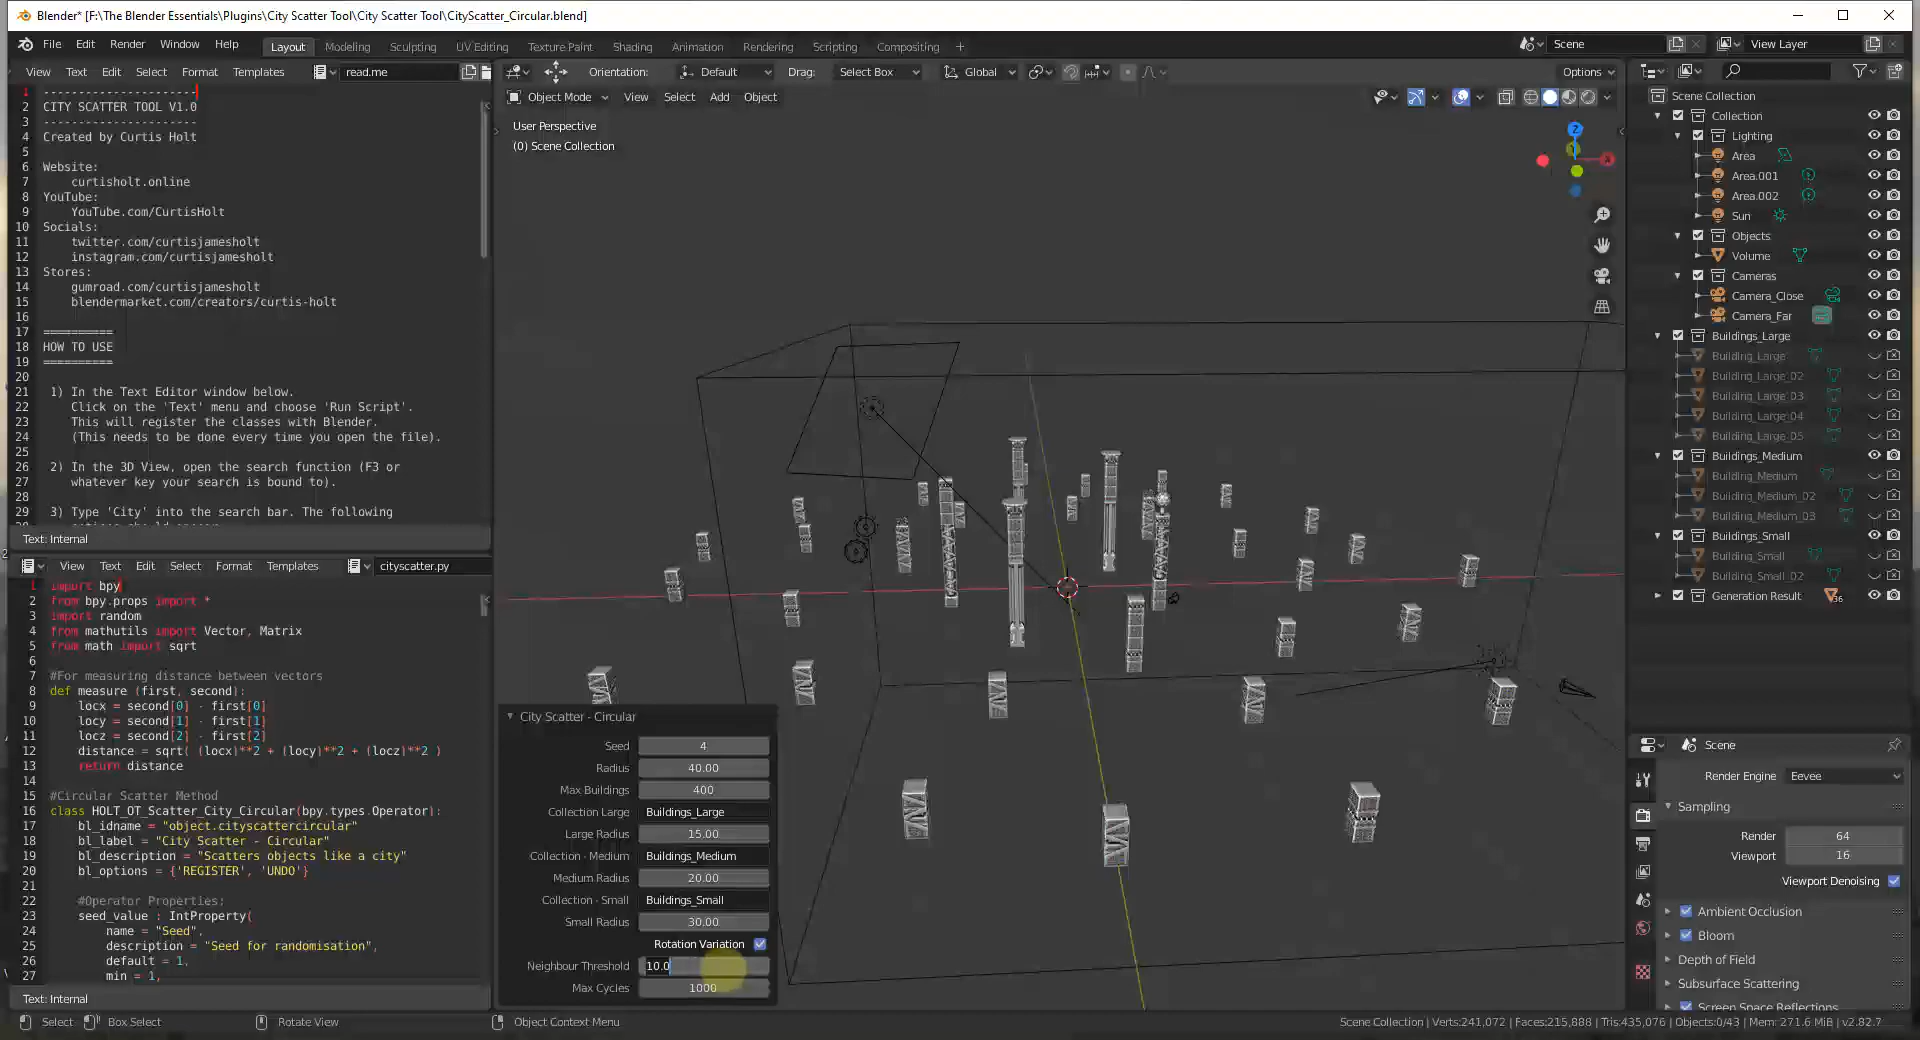 Blender* [F:\The Blender Essentials\Plugins\City Scatter Tool\City Scatter Tool\CityScatter_Circular.blend]
File Edit Render Window Help Layout Modeling Sculpting UV Editing Texture Paint Shading Animation Rendering Scripting Compositing + Scene View Layer
View Text Edit Select Format Templates read.me
1 ----------------------
2 CITY SCATTER TOOL V1.0
3 ----------------------
4 Created by Curtis Holt
5
6 Website:
7 curtisholt.online
8 YouTube:
9 YouTube.com/CurtisHolt
10 Socials:
11 twitter.com/curtisjamesholt
12 instagram.com/curtisjamesholt
13 Stores:
14 gumroad.com/curtisjamesholt
15 blendermarket.com/creators/curtis-holt
16
17 ==========
18 HOW TO USE
19 ==========
20
21 1) In the Text Editor window below.
22 Click on the 'Text' menu and choose 'Run Script'.
23 This will register the classes with Blender.
24 (This needs to be done every time you open the file).
25
26 2) In the 3D View, open the search function (F3 or
27 whatever key your search is bound to).
28
29 3) Type 'City' into the search bar. The following
Text: Internal
View Text Edit Select Format Templates cityscatter.py
1 import bpy
2 from bpy.props import *
3 import random
4 from mathutils import Vector, Matrix
5 from math import sqrt
6
7 #For measuring distance between vectors
8 def measure (first, second):
9 locx = second[0] - first[0]
10 locy = second[1] - first[1]
11 locz = second[2] - first[2]
12 distance = sqrt( (locx)**2 + (locy)**2 + (locz)**2 )
13 return distance
14
15 #Circular Scatter Method
16 class HOLT_OT_Scatter_City_Circular(bpy.types.Operator):
17 bl_idname = "object.cityscattercircular"
18 bl_label = "City Scatter - Circular"
19 bl_description = "Scatters objects like a city"
20 bl_options = {'REGISTER', 'UNDO'}
21
22 #Operator Properties:
23 seed_value : IntProperty(
24 name = "Seed",
25 description = "Seed for randomisation",
26 default = 1,
27 min = 1,
Text: Internal
Orientation: Default Drag: Select Box Global Options
Object Mode View Select Add Object
User Perspective
(0) Scene Collection
Z
City Scatter - Circular
Seed 4
Radius 40.00
Max Buildings 400
Collection Large Buildings_Large
Large Radius 15.00
Collection - Medium Buildings_Medium
Medium Radius 20.00
Collection - Small Buildings_Small
Small Radius 30.00
Rotation Variation
Neighbour Threshold 10.0
Max Cycles 1000
Scene Collection
Collection
Lighting
Area
Area.001
Area.002
Sun
Objects
Volume
Cameras
Camera_Close
Camera_Far
Buildings_Large
Building_Large
Building_Large_02
Building_Large_03
Building_Large_04
Building_Large_05
Buildings_Medium
Building_Medium
Building_Medium_02
Building_Medium_03
Buildings_Small
Building_Small
Building_Small_02
Generation Result 36
Scene
Render Engine Eevee
Sampling
Render 64
Viewport 16
Viewport Denoising
Ambient Occlusion
Bloom
Depth of Field
Subsurface Scattering
Screen Space Reflections
Select Box Select Rotate View Object Context Menu Scene Collection | Verts:241,072 | Faces:215,888 | Tris:435,076 | Objects:0/43 | Mem: 271.6 MiB | v2.82.7